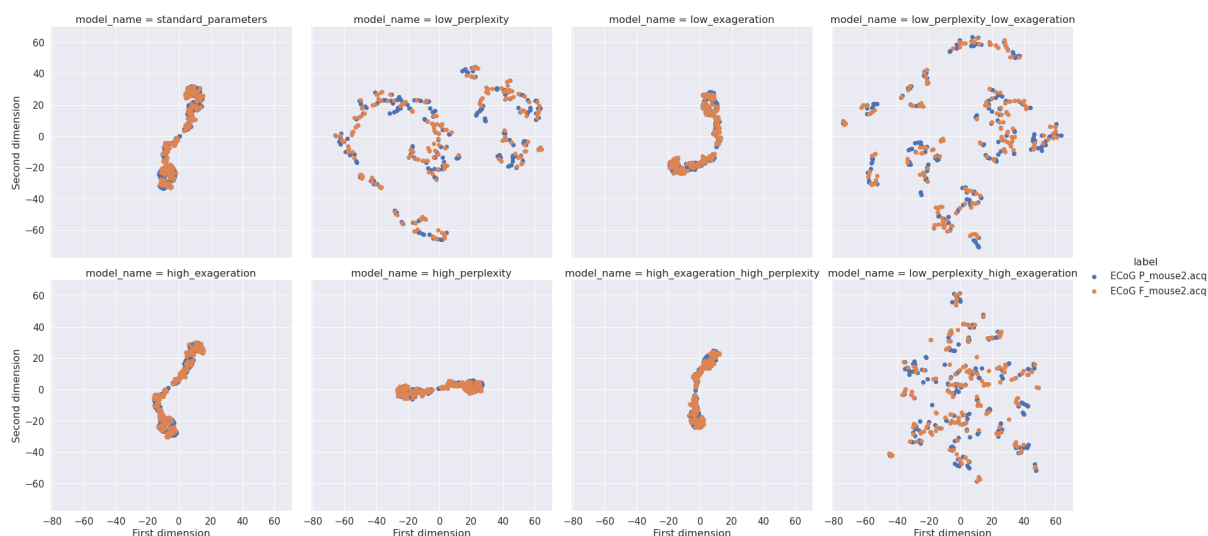 model_name = standard_parameters
model_name = low_perplexity
model_name = low_exageration
model_name = low_perplexity_low_exageration
60
40
20
0
−20
−40
−60
Second dimension
model_name = high_exageration
model_name = high_perplexity
model_name = high_exageration_high_perplexity
model_name = low_perplexity_high_exageration
label
ECoG P_mouse2.acq
ECoG F_mouse2.acq
60
40
20
0
−20
−40
−60
Second dimension
−80 −60 −40 −20 0 20 40 60
First dimension
−80 −60 −40 −20 0 20 40 60
First dimension
−80 −60 −40 −20 0 20 40 60
First dimension
−80 −60 −40 −20 0 20 40 60
First dimension